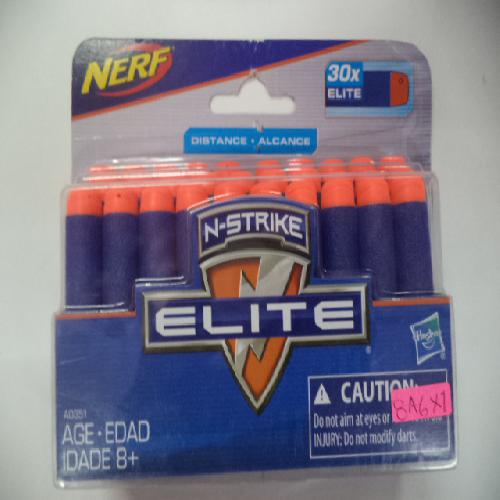 NERF
30x
ELITE
DISTANCE • ALCANCE
N-STRIKE
ELITE
Hasbro
A0351
AGE • EDAD
IDADE 8+
CAUTION:
Do not aim at eyes or
INJURY: Do not modify darts.
8A6X1